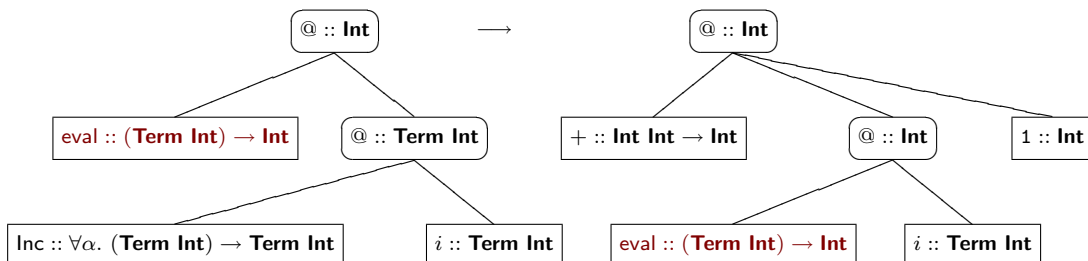 @ :: Int ⟶ @ :: Int
eval :: (Term Int) → Int @ :: Term Int + :: Int Int → Int @ :: Int 1 :: Int
Inc :: ∀α. (Term Int) → Term Int i :: Term Int eval :: (Term Int) → Int i :: Term Int